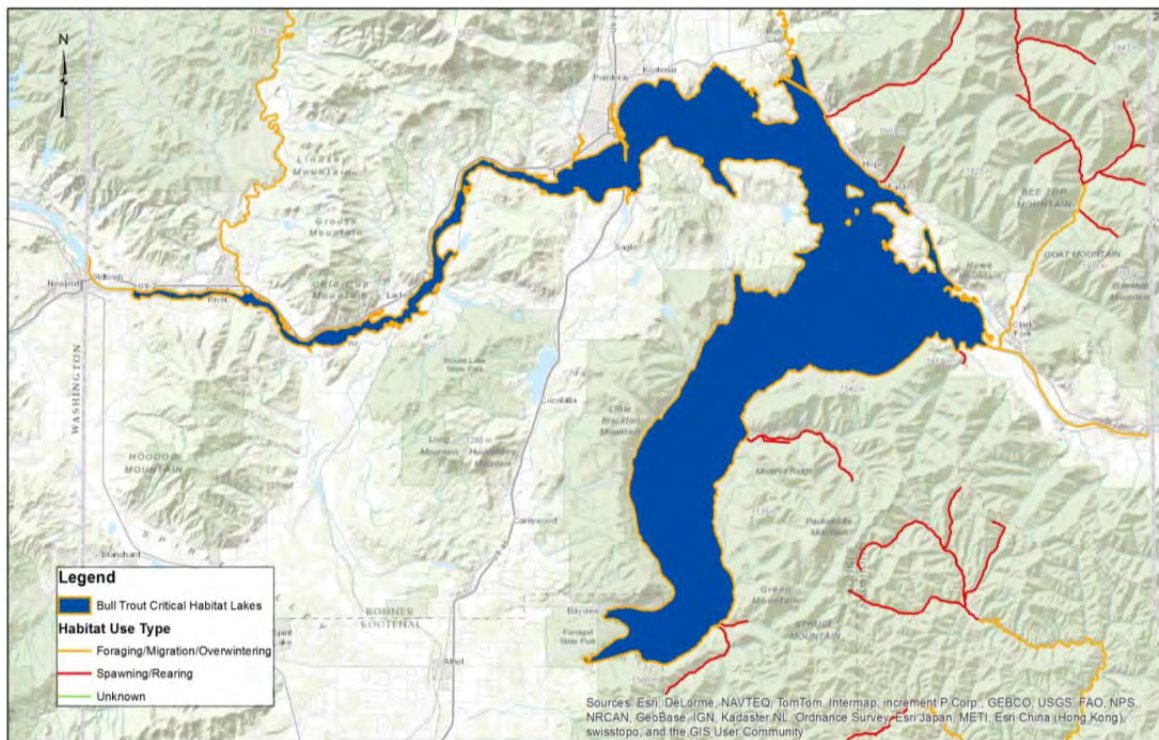 N
Kootenai
Ponderay
Hope
LINDSEY
MOUNTAIN
Grouse
Mountain
BEE TOP
MOUNTAIN
GOAT MOUNTAIN
Sagle
Newport
Oldtown
US-2
Howe
Mountain
Clark
Fork
Laclede
Round Lake
State Park
Cocolalla
Little
Blacktail
Mountain
WASHINGTON
HOODOO
MOUNTAIN
Long
Mountain
Careywood
Packsaddle
Mountain
Blanchard
SPIRIT
Green
Mountain
SPRUCE
MOUNTAIN
Bayview
Farragut
State Park
BONNER
KOOTENAI
Spirit
Lake
Athol
Legend
Bull Trout Critical Habitat Lakes
Habitat Use Type
Foraging/Migration/Overwintering
Spawning/Rearing
Unknown
Sources: Esri, DeLorme, NAVTEQ, TomTom, Intermap, increment P Corp., GEBCO, USGS, FAO, NPS,
NRCAN, GeoBase, IGN, Kadaster NL, Ordnance Survey, Esri Japan, METI, Esri China (Hong Kong),
swisstopo, and the GIS User Community